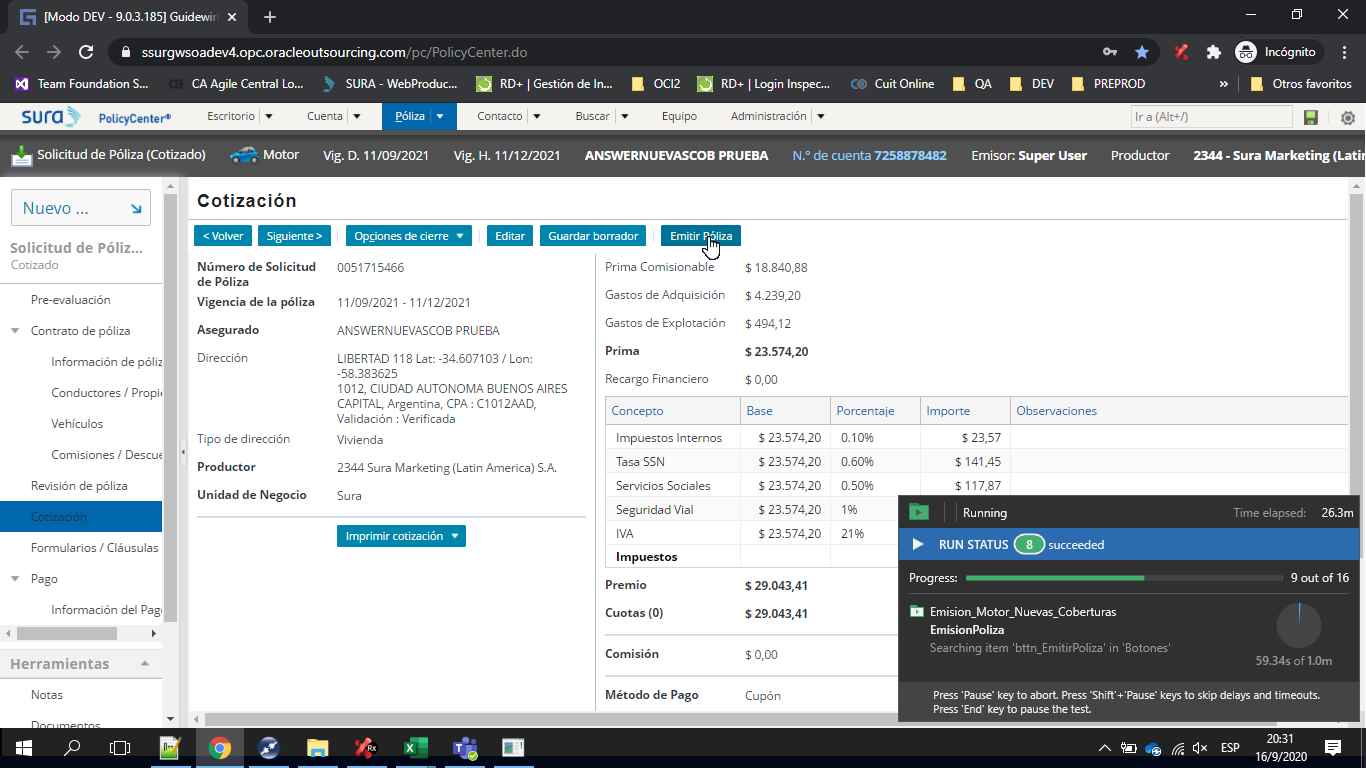 [Modo DEV - 9.0.3.185] Guidewir
ssurgwsoadev4.opc.oracleoutsourcing.com/pc/PolicyCenter.do
Incógnito
Team Foundation S...
CA Agile Central Lo...
SURA - WebProduc...
RD+ | Gestión de In...
OCI2
RD+ | Login Inspec...
Cuit Online
QA
DEV
PREPROD
»
Otros favoritos
sura
PolicyCenter®
Escritorio
Cuenta
Póliza
Contacto
Buscar
Equipo
Administración
Ir a (Alt+/)
Solicitud de Póliza (Cotizado)
Motor
Vig. D. 11/09/2021
Vig. H. 11/12/2021
ANSWERNUEVASCOB PRUEBA
N.º de cuenta 7258878482
Emisor: Super User
Productor
2344 - Sura Marketing (Latin
Nuevo ...
Solicitud de Póliz...
Cotizado
Pre-evaluación
Contrato de póliza
Información de póliz
Conductores / Propie
Vehículos
Comisiones / Descue
Revisión de póliza
Cotización
Formularios / Cláusulas
Pago
Información del Pag
Herramientas
Notas
Documentos
Cotización
< Volver
Siguiente >
Opciones de cierre
Editar
Guardar borrador
Emitir Póliza
Número de Solicitud de Póliza
0051715466
Vigencia de la póliza
11/09/2021 - 11/12/2021
Asegurado
ANSWERNUEVASCOB PRUEBA
Dirección
LIBERTAD 118 Lat: -34.607103 / Lon:
-58.383625
1012, CIUDAD AUTONOMA BUENOS AIRES
CAPITAL, Argentina, CPA : C1012AAD,
Validación : Verificada
Tipo de dirección
Vivienda
Productor
2344 Sura Marketing (Latin America) S.A.
Unidad de Negocio
Sura
Imprimir cotización
Prima Comisionable $ 18.840,88
Gastos de Adquisición $ 4.239,20
Gastos de Explotación $ 494,12
Prima $ 23.574,20
Recargo Financiero $ 0,00
Concepto Base Porcentaje Importe Observaciones
Impuestos Internos $ 23.574,20 0.10% $ 23,57
Tasa SSN $ 23.574,20 0.60% $ 141,45
Servicios Sociales $ 23.574,20 0.50% $ 117,87
Seguridad Vial $ 23.574,20 1%
IVA $ 23.574,20 21%
Impuestos
Premio $ 29.043,41
Cuotas (0) $ 29.043,41
Comisión $ 0,00
Método de Pago Cupón
Running
Time elapsed: 26.3m
RUN STATUS 8 succeeded
Progress: 9 out of 16
Emision_Motor_Nuevas_Coberturas
EmisionPoliza
Searching item 'bttn_EmitirPoliza' in 'Botones'
59.34s of 1.0m
Press 'Pause' key to abort. Press 'Shift'+'Pause' keys to skip delays and timeouts.
Press 'End' key to pause the test.
ESP
20:31
16/9/2020